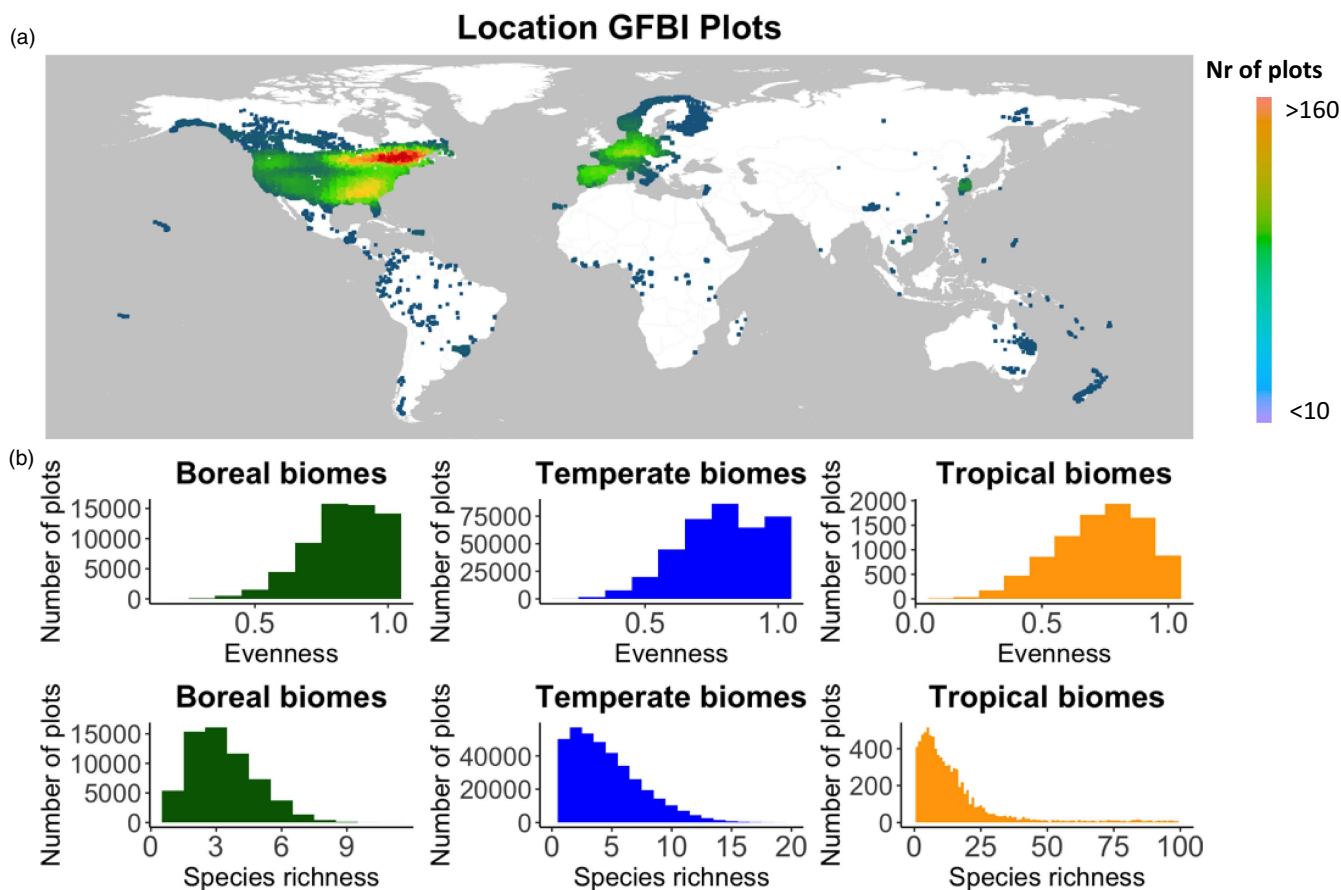 (a)
Location GFBI Plots
Nr of plots
>160
<10
(b)
Boreal biomes
Number of plots
15000
10000
5000
0
0.5
1.0
Evenness
Temperate biomes
Number of plots
75000
50000
25000
0
0.5
1.0
Evenness
Tropical biomes
Number of plots
2000
1500
1000
500
0
0.0
0.5
1.0
Evenness
Boreal biomes
Number of plots
15000
10000
5000
0
0
3
6
9
Species richness
Temperate biomes
Number of plots
40000
20000
0
0
5
10
15
20
Species richness
Tropical biomes
Number of plots
400
200
0
0
25
50
75
100
Species richness